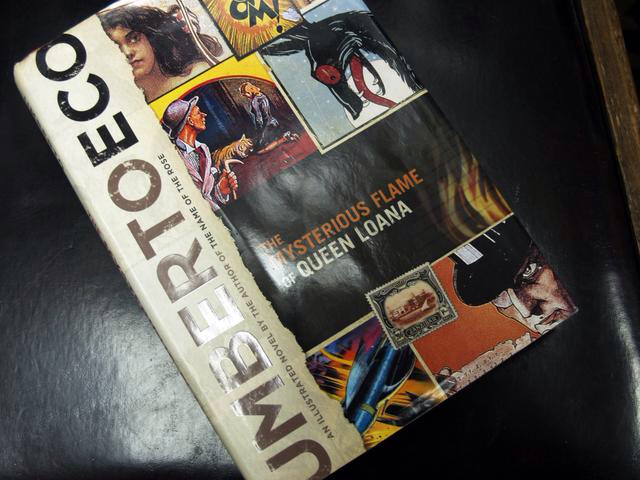 UMBERTO ECO
AN ILLUSTRATED NOVEL BY THE AUTHOR OF THE NAME OF THE ROSE
OM!
THE
MYSTERIOUS FLAME
OF QUEEN LOANA